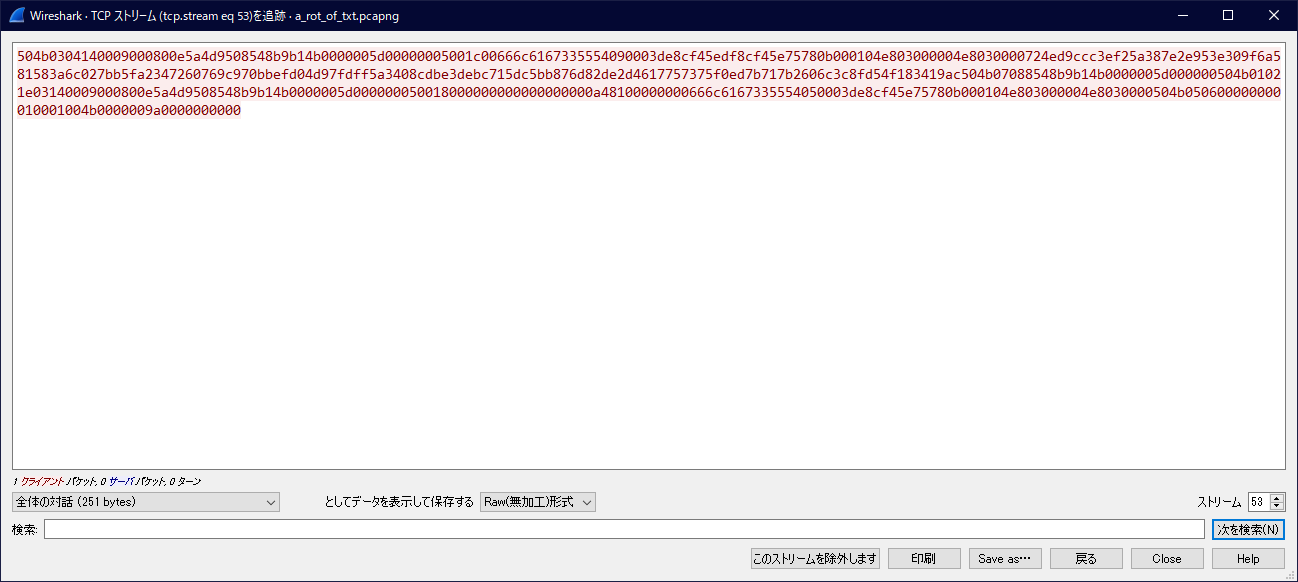 Wireshark · TCP ストリーム (tcp.stream eq 53)を追跡 · a_rot_of_txt.pcapng
504b0304140009000800e5a4d9508548b9b14b0000005d00000005001c00666c6167335554090003de8cf45edf8cf45e75780b000104e803000004e8030000724ed9ccc3ef25a387e2e953e309f6a5
581583a6c027bb5fa2347260769c970bbefd04d97fdff5a3408cdbe3debc715dc5bb876d82de2d4617757375f0ed7b717b2606c3c8fd54f183419ac504b07088548b9b14b0000005d000000504b01021
1e03140009000800e5a4d9508548b9b14b0000005d0000000500180000000000000000000a48100000000666c6167335554050003de8cf45e75780b000104e803000004e8030000504b050600000000
010001004b0000009a0000000000
1 クライアント パケット, 0 サーバ パケット, 0 ターン
全体の対話 (251 bytes) としてデータを表示して保存する Raw(無加工)形式 ストリーム 53
検索: 次を検索(N)
このストリームを除外します 印刷 Save as… 戻る Close Help